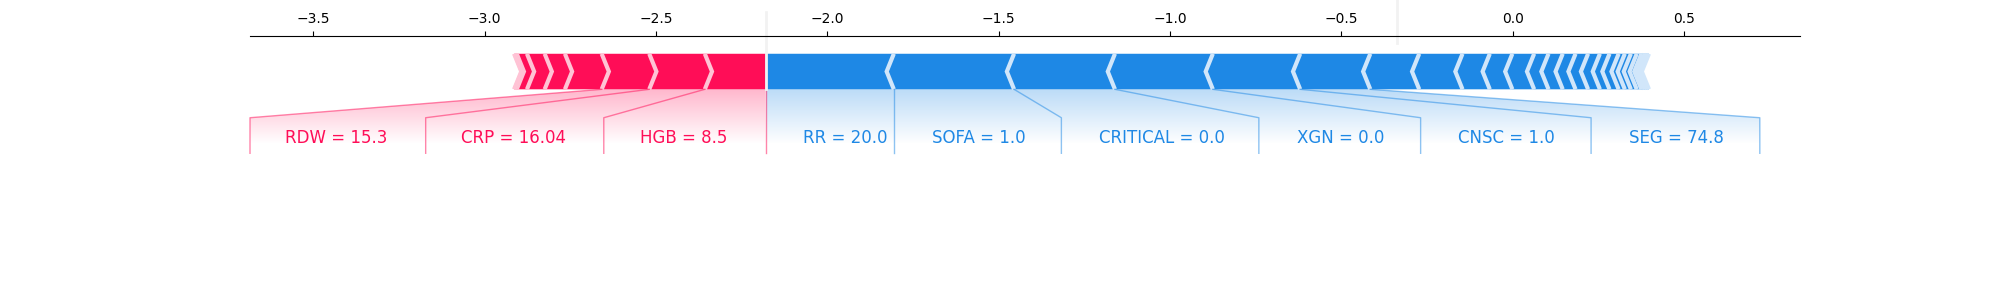 −3.5 −3.0 −2.5 −2.0 −1.5 −1.0 −0.5 0.0 0.5
RDW = 15.3 CRP = 16.04 HGB = 8.5 RR = 20.0 SOFA = 1.0 CRITICAL = 0.0 XGN = 0.0 CNSC = 1.0 SEG = 74.8